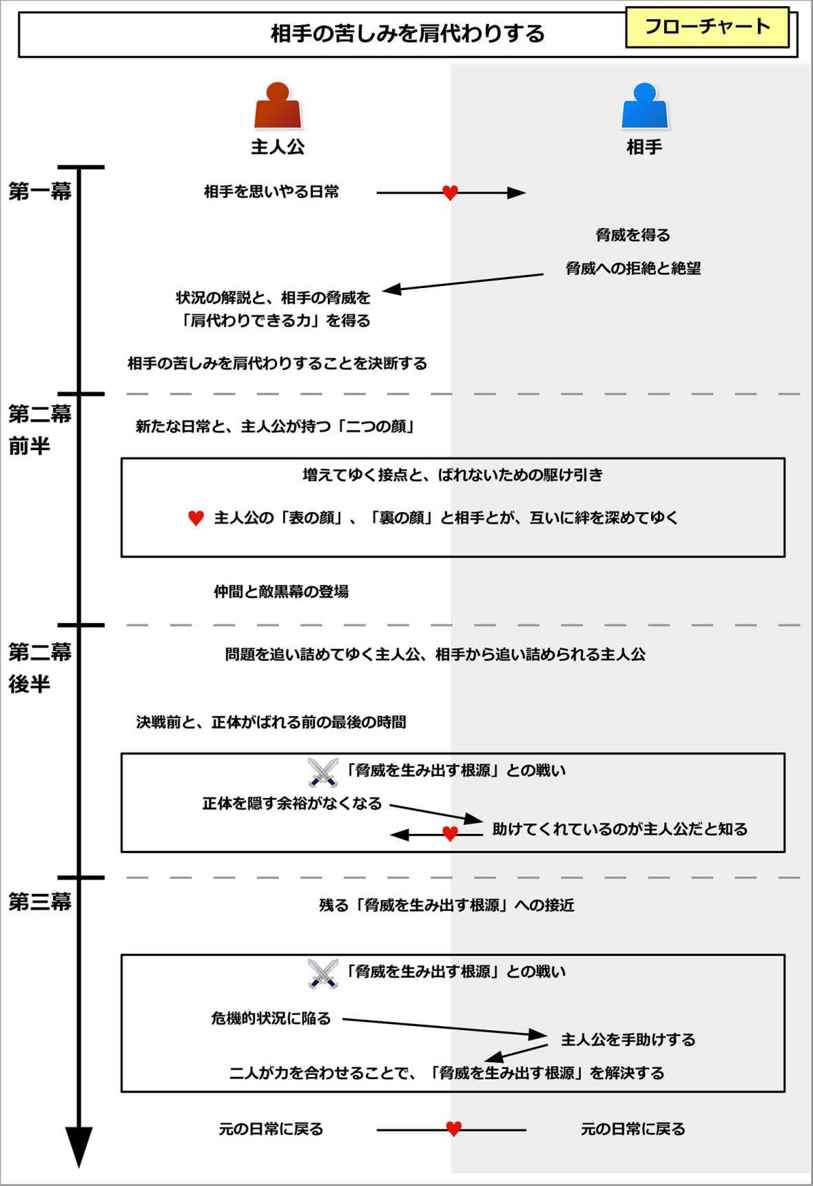 相手の苦しみを肩代わりする
フローチャート
主人公
相手
第一幕
相手を思いやる日常
脅威を得る
脅威への拒絶と絶望
状況の解説と、相手の脅威を
「肩代わりできる力」を得る
相手の苦しみを肩代わりすることを決断する
第二幕
前半
新たな日常と、主人公が持つ「二つの顔」
増えてゆく接点と、ばれないための駆け引き
主人公の「表の顔」、「裏の顔」と相手とが、互いに絆を深めてゆく
仲間と敵黒幕の登場
第二幕
後半
問題を追い詰めてゆく主人公、相手から追い詰められる主人公
決戦前と、正体がばれる前の最後の時間
「脅威を生み出す根源」との戦い
正体を隠す余裕がなくなる
助けてくれているのが主人公だと知る
第三幕
残る「脅威を生み出す根源」への接近
「脅威を生み出す根源」との戦い
危機的状況に陥る
主人公を手助けする
二人が力を合わせることで、「脅威を生み出す根源」を解決する
元の日常に戻る
元の日常に戻る